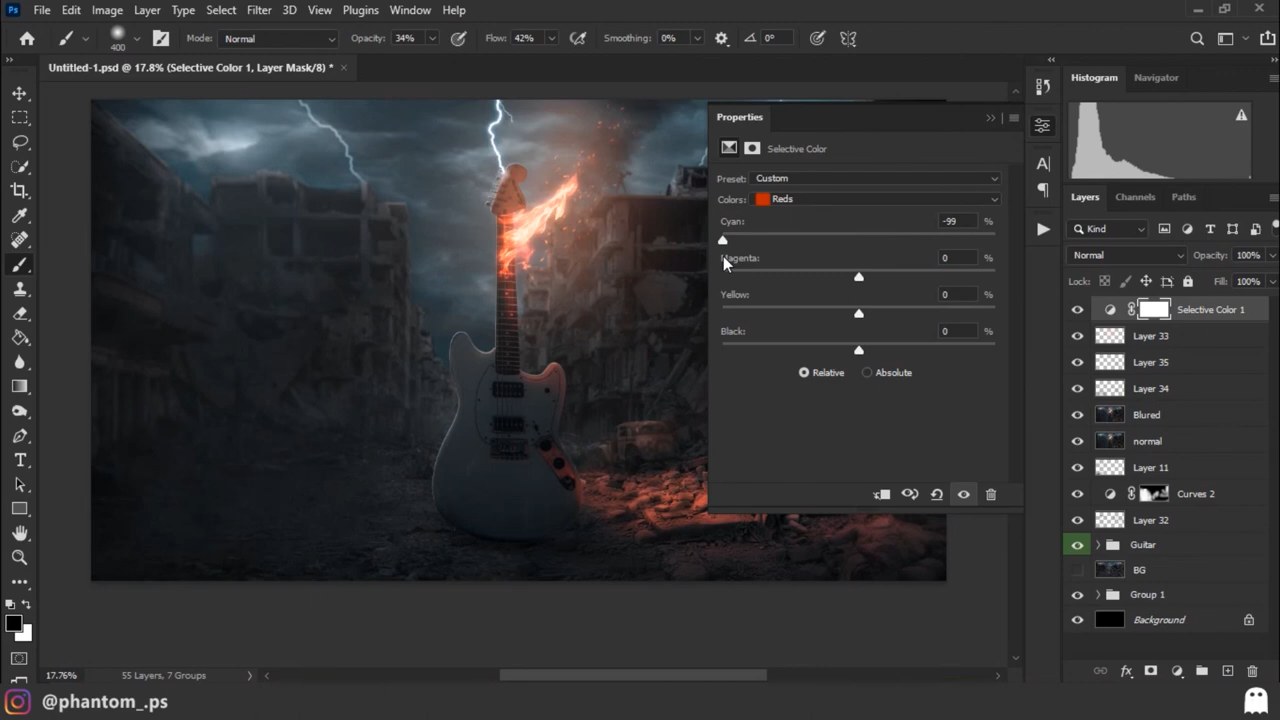 Ps File Edit Image Layer Type Select Filter 3D View Plugins Window Help
400 Mode: Normal Opacity: 34% Flow: 42% Smoothing: 0% 0°
Untitled-1.psd @ 17.8% (Selective Color 1, Layer Mask/8) * ×
Histogram Navigator
Properties
Selective Color
Preset: Custom
Colors: Reds
Cyan: -99 %
Magenta: 0 %
Yellow: 0 %
Black: 0 %
Relative Absolute
Layers Channels Paths
Kind
Normal Opacity: 100%
Lock: Fill: 100%
Selective Color 1
Layer 33
Layer 35
Layer 34
Blured
normal
Layer 11
Curves 2
Layer 32
Guitar
BG
Group 1
Background
17.76% 55 Layers, 7 Groups
@phantom_.ps